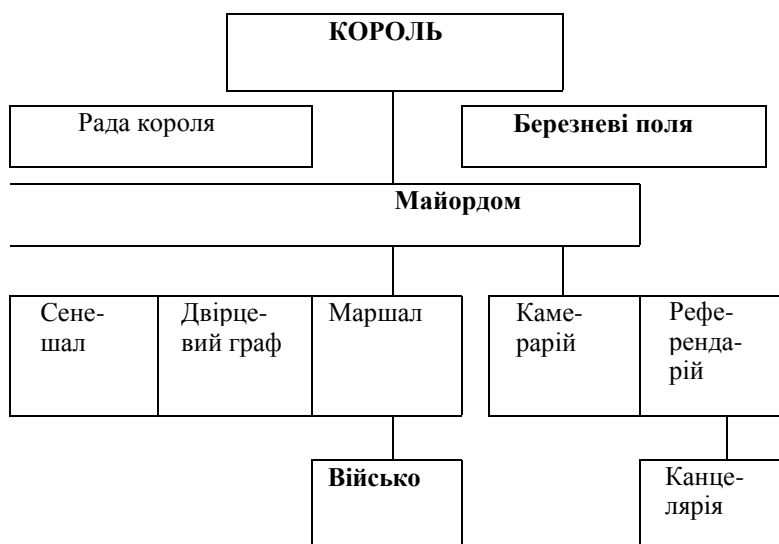 КОРОЛЬ
Рада короля
Березневі поля
Майордом
Сене-
шал
Двірце-
вий граф
Маршал
Каме-
рарій
Рефе-
ренда-
рій
Військо
Канце-
лярія